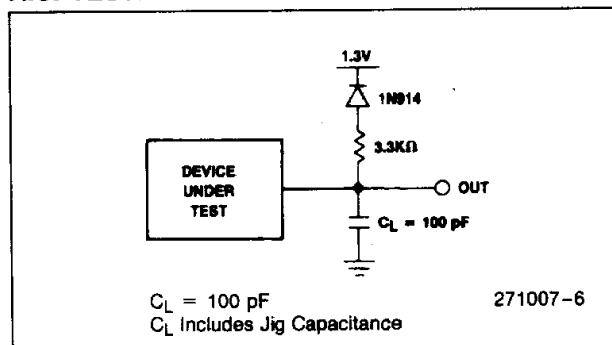 1.3V
1N914
3.3KΩ
DEVICE
UNDER
TEST
OUT
CL = 100 pF
CL = 100 pF
271007-6
CL Includes Jig Capacitance